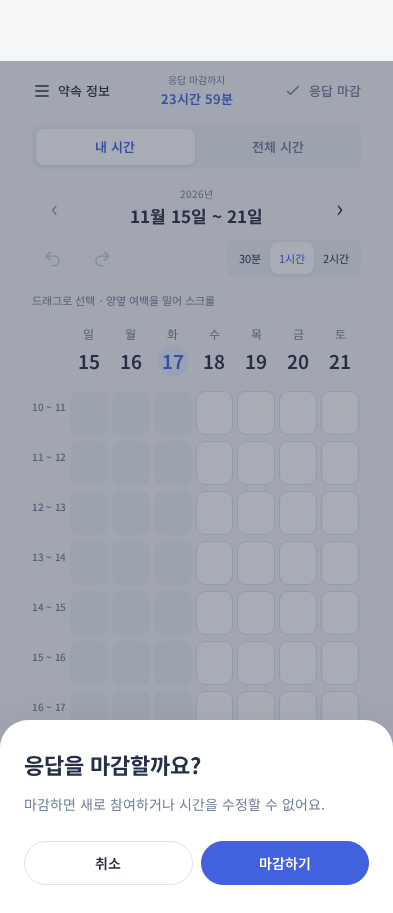 약속 정보
응답 마감까지
23시간 59분
응답 마감
내 시간
전체 시간
2026년
11월 15일 ~ 21일
30분
1시간
2시간
드래그로 선택 · 양옆 여백을 밀어 스크롤
일 월 화 수 목 금 토
15 16 17 18 19 20 21
10 ~ 11
11 ~ 12
12 ~ 13
13 ~ 14
14 ~ 15
15 ~ 16
16 ~ 17
응답을 마감할까요?
마감하면 새로 참여하거나 시간을 수정할 수 없어요.
취소
마감하기